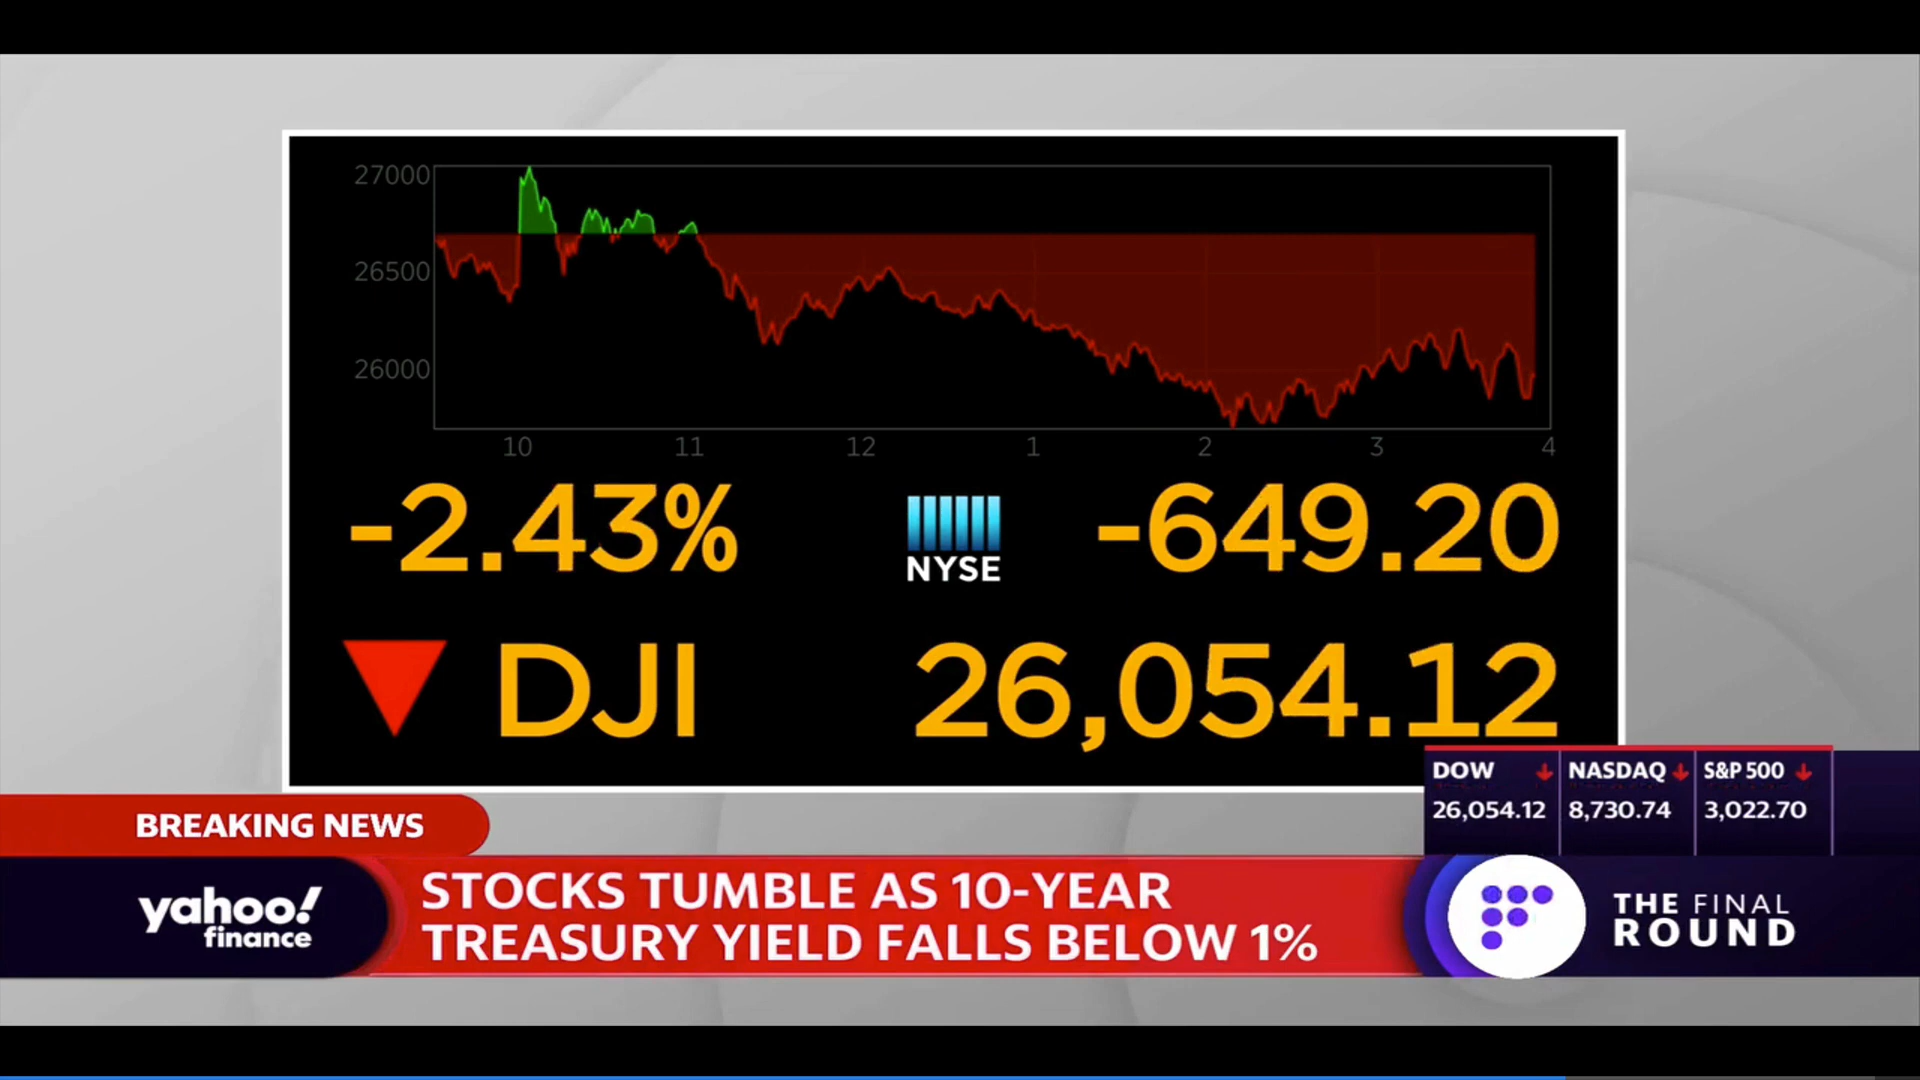 27000
26500
26000
10 11 12 1 2 3 4
-2.43% NYSE -649.20
DJI 26,054.12
DOW NASDAQ S&P 500
26,054.12 8,730.74 3,022.70
BREAKING NEWS
yahoo!
finance
STOCKS TUMBLE AS 10-YEAR
TREASURY YIELD FALLS BELOW 1%
THE FINAL
ROUND